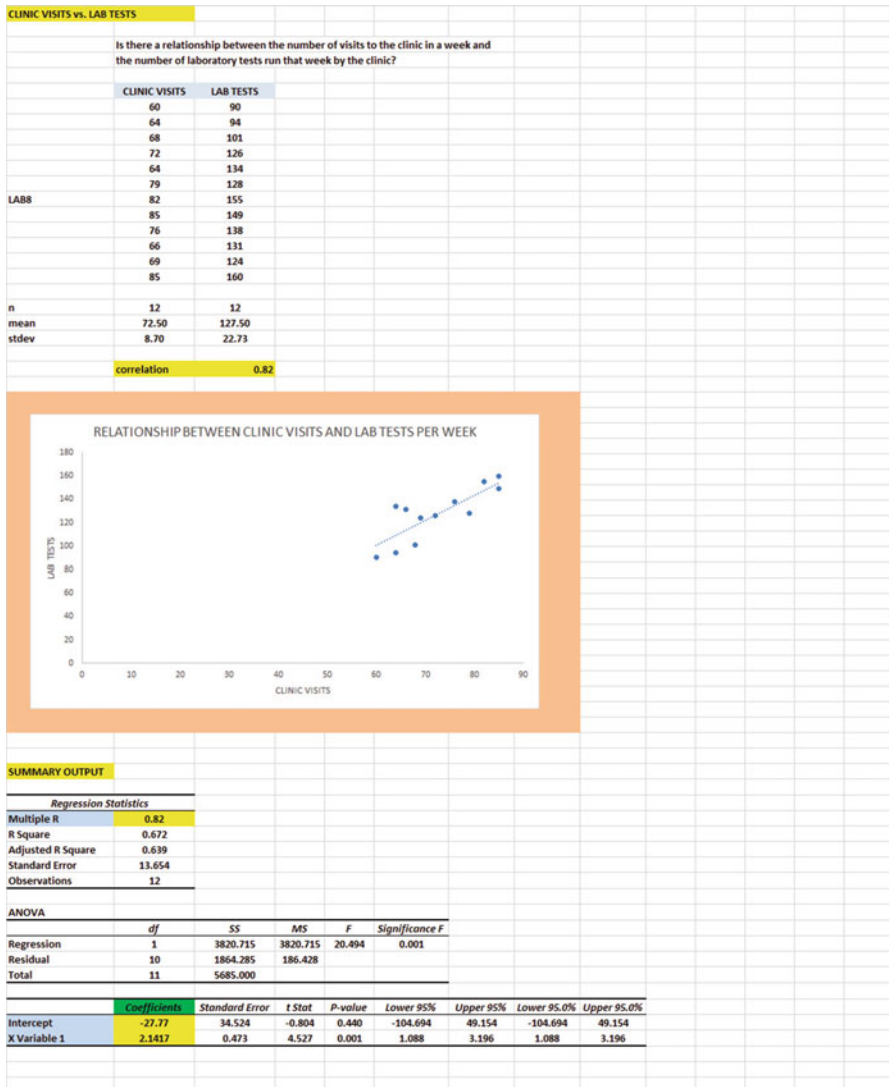 CLINIC VISITS vs. LAB TESTS
Is there a relationship between the number of visits to the clinic in a week and
the number of laboratory tests run that week by the clinic?
CLINIC VISITS LAB TESTS
60 90
64 94
68 101
72 126
64 134
79 128
LAB8 82 155
85 149
76 138
66 131
69 124
85 160
n 12 12
mean 72.50 127.50
stdev 8.70 22.73
correlation 0.82
RELATIONSHIP BETWEEN CLINIC VISITS AND LAB TESTS PER WEEK
180
160
140
120
100
80
60
40
20
0
LAB TESTS
0 10 20 30 40 50 60 70 80 90
CLINIC VISITS
SUMMARY OUTPUT
Regression Statistics
Multiple R 0.82
R Square 0.672
Adjusted R Square 0.639
Standard Error 13.654
Observations 12
ANOVA
df SS MS F Significance F
Regression 1 3820.715 3820.715 20.494 0.001
Residual 10 1864.285 186.428
Total 11 5685.000
Coefficients Standard Error t Stat P-value Lower 95% Upper 95% Lower 95.0% Upper 95.0%
Intercept -27.77 34.524 -0.804 0.440 -104.694 49.154 -104.694 49.154
X Variable 1 2.1417 0.473 4.527 0.001 1.088 3.196 1.088 3.196